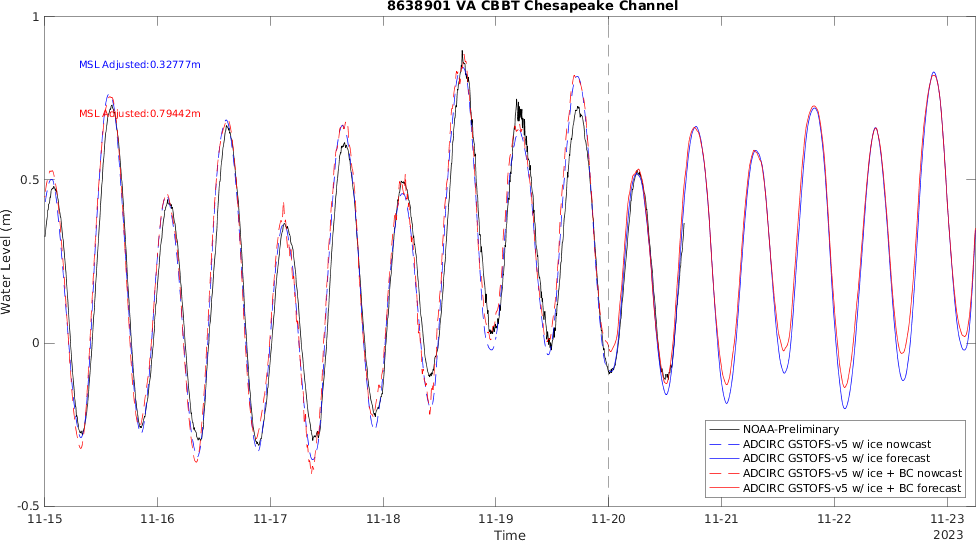 8638901 VA CBBT Chesapeake Channel
MSL Adjusted:0.32777m
MSL Adjusted:0.79442m
1
0.5
0
-0.5
Water Level (m)
11-15 11-16 11-17 11-18 11-19 11-20 11-21 11-22 11-23
2023
Time
NOAA-Preliminary
ADCIRC GSTOFS-v5 w/ ice nowcast
ADCIRC GSTOFS-v5 w/ ice forecast
ADCIRC GSTOFS-v5 w/ ice + BC nowcast
ADCIRC GSTOFS-v5 w/ ice + BC forecast